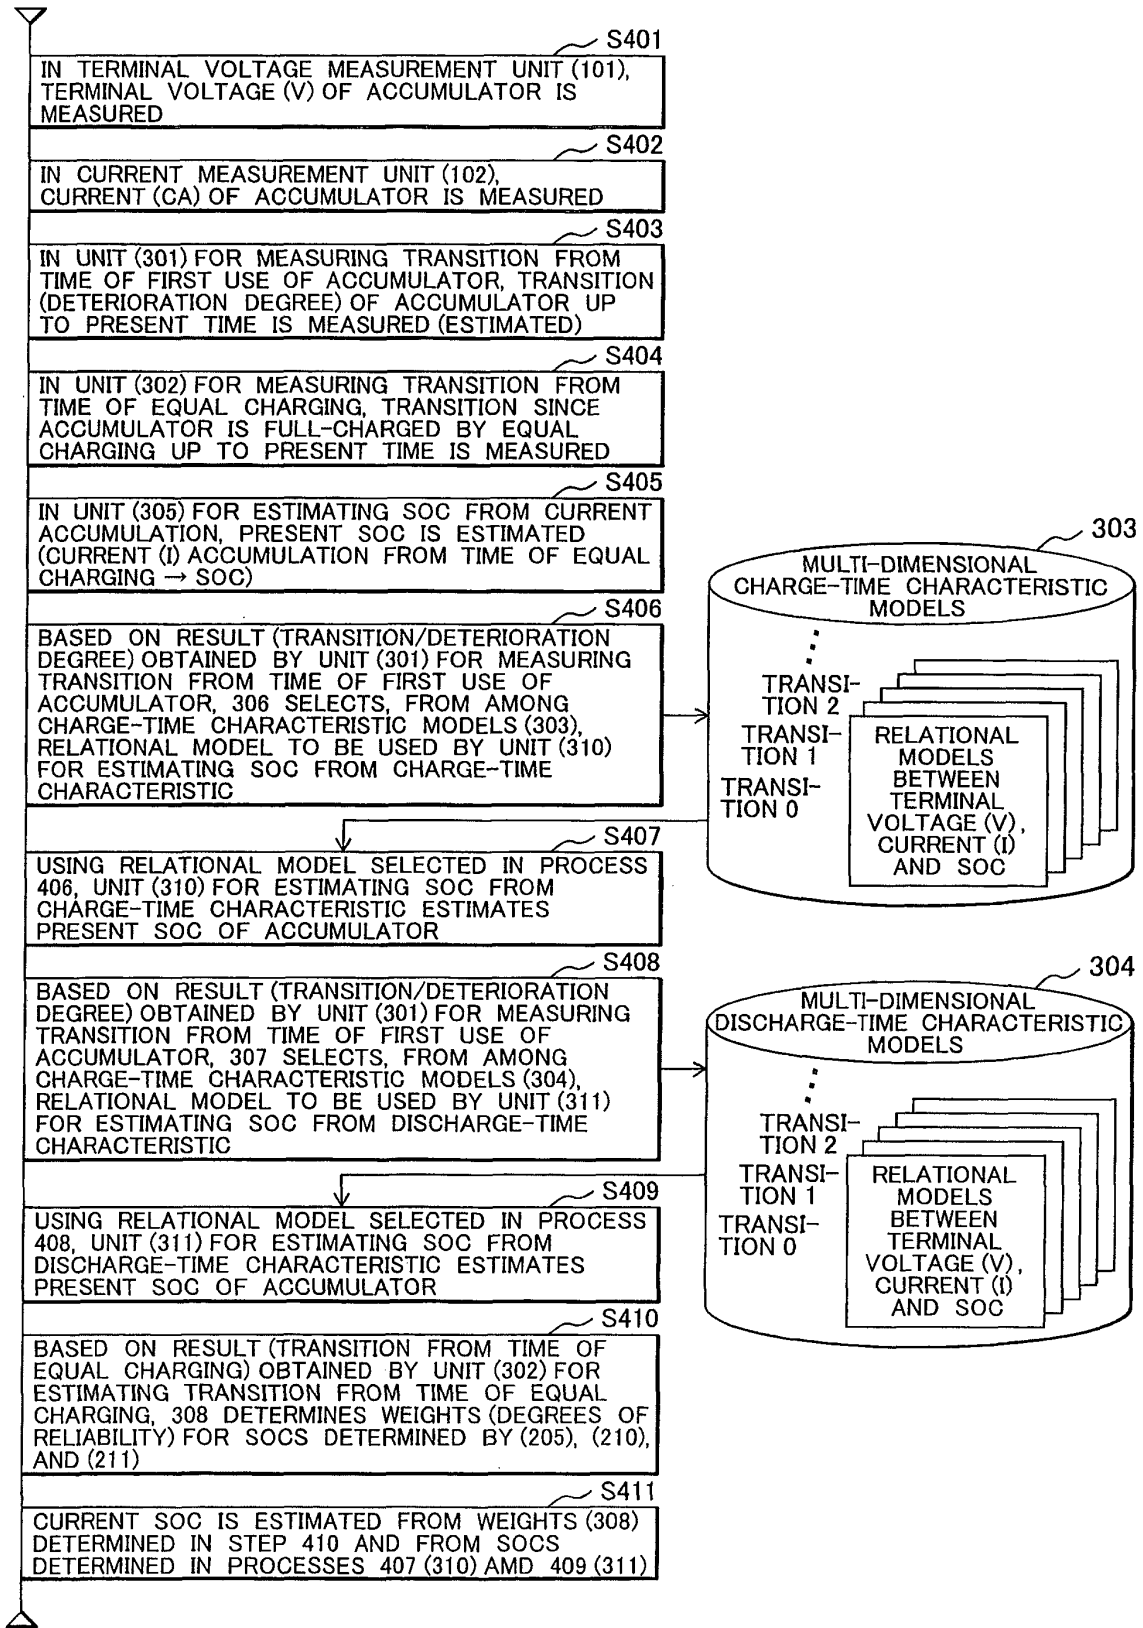 S401
IN TERMINAL VOLTAGE MEASUREMENT UNIT (101),
TERMINAL VOLTAGE (V) OF ACCUMULATOR IS
MEASURED
S402
IN CURRENT MEASUREMENT UNIT (102),
CURRENT (CA) OF ACCUMULATOR IS MEASURED
S403
IN UNIT (301) FOR MEASURING TRANSITION FROM
TIME OF FIRST USE OF ACCUMULATOR, TRANSITION
(DETERIORATION DEGREE) OF ACCUMULATOR UP
TO PRESENT TIME IS MEASURED (ESTIMATED)
S404
IN UNIT (302) FOR MEASURING TRANSITION FROM
TIME OF EQUAL CHARGING, TRANSITION SINCE
ACCUMULATOR IS FULL-CHARGED BY EQUAL
CHARGING UP TO PRESENT TIME IS MEASURED
S405
IN UNIT (305) FOR ESTIMATING SOC FROM CURRENT
ACCUMULATION, PRESENT SOC IS ESTIMATED
(CURRENT (I) ACCUMULATION FROM TIME OF EQUAL
CHARGING → SOC)
S406
BASED ON RESULT (TRANSITION/DETERIORATION
DEGREE) OBTAINED BY UNIT (301) FOR MEASURING
TRANSITION FROM TIME OF FIRST USE OF
ACCUMULATOR, 306 SELECTS, FROM AMONG
CHARGE-TIME CHARACTERISTIC MODELS (303),
RELATIONAL MODEL TO BE USED BY UNIT (310)
FOR ESTIMATING SOC FROM CHARGE-TIME
CHARACTERISTIC
303
MULTI-DIMENSIONAL
CHARGE-TIME CHARACTERISTIC
MODELS
TRANSI-
TION 2
TRANSI-
TION 1
TRANSI-
TION 0
RELATIONAL
MODELS
BETWEEN
TERMINAL
VOLTAGE (V),
CURRENT (I)
AND SOC
S407
USING RELATIONAL MODEL SELECTED IN PROCESS
406, UNIT (310) FOR ESTIMATING SOC FROM
CHARGE-TIME CHARACTERISTIC ESTIMATES
PRESENT SOC OF ACCUMULATOR
S408
BASED ON RESULT (TRANSITION/DETERIORATION
DEGREE) OBTAINED BY UNIT (301) FOR MEASURING
TRANSITION FROM TIME OF FIRST USE OF
ACCUMULATOR, 307 SELECTS, FROM AMONG
CHARGE-TIME CHARACTERISTIC MODELS (304),
RELATIONAL MODEL TO BE USED BY UNIT (311)
FOR ESTIMATING SOC FROM DISCHARGE-TIME
CHARACTERISTIC
304
MULTI-DIMENSIONAL
DISCHARGE-TIME CHARACTERISTIC
MODELS
TRANSI-
TION 2
TRANSI-
TION 1
TRANSI-
TION 0
RELATIONAL
MODELS
BETWEEN
TERMINAL
VOLTAGE (V),
CURRENT (I)
AND SOC
S409
USING RELATIONAL MODEL SELECTED IN PROCESS
408, UNIT (311) FOR ESTIMATING SOC FROM
DISCHARGE-TIME CHARACTERISTIC ESTIMATES
PRESENT SOC OF ACCUMULATOR
S410
BASED ON RESULT (TRANSITION FROM TIME OF
EQUAL CHARGING) OBTAINED BY UNIT (302) FOR
ESTIMATING TRANSITION FROM TIME OF EQUAL
CHARGING, 308 DETERMINES WEIGHTS (DEGREES OF
RELIABILITY) FOR SOCS DETERMINED BY (205), (210),
AND (211)
S411
CURRENT SOC IS ESTIMATED FROM WEIGHTS (308)
DETERMINED IN STEP 410 AND FROM SOCS
DETERMINED IN PROCESSES 407 (310) AMD 409 (311)